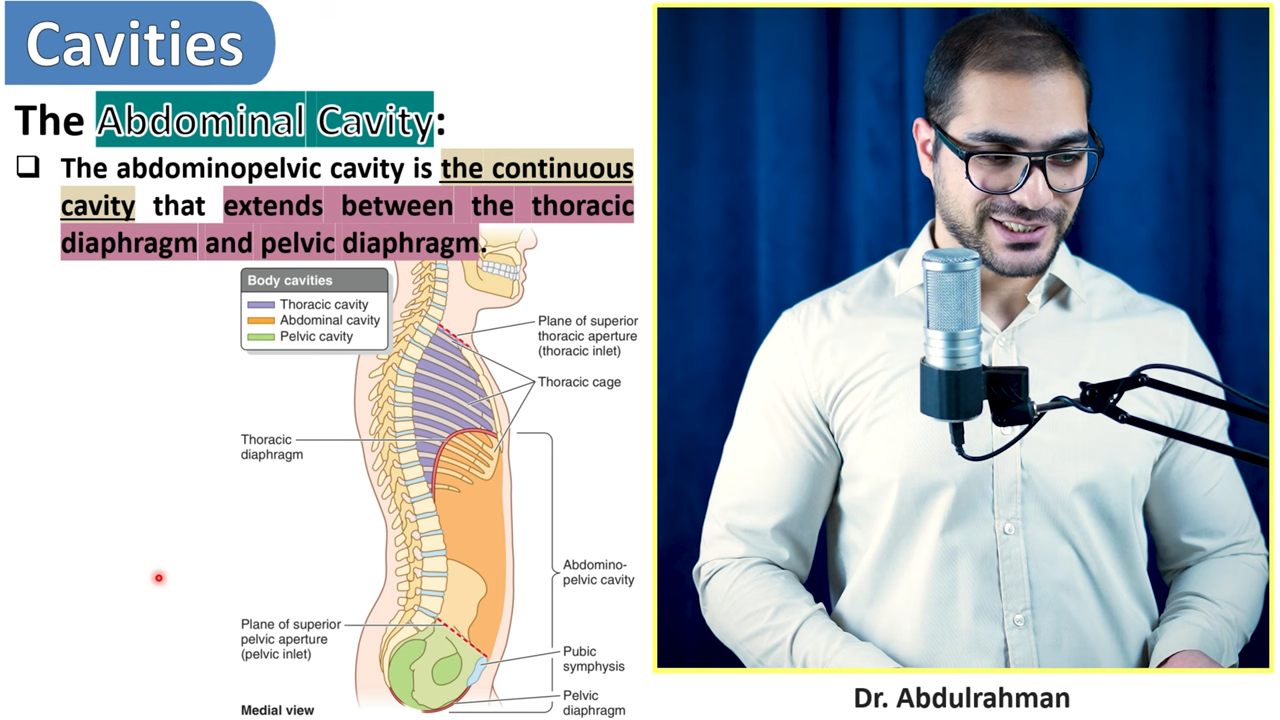 Cavities
The Abdominal Cavity:
❑ The abdominopelvic cavity is the continuous
cavity that extends between the thoracic
diaphragm and pelvic diaphragm.
Body cavities
Thoracic cavity
Abdominal cavity
Pelvic cavity
Plane of superior
thoracic aperture
(thoracic inlet)
Thoracic cage
Thoracic
diaphragm
Abdomino-
pelvic cavity
Plane of superior
pelvic aperture
(pelvic inlet)
Pubic
symphysis
Pelvic
diaphragm
Medial view
Dr. Abdulrahman